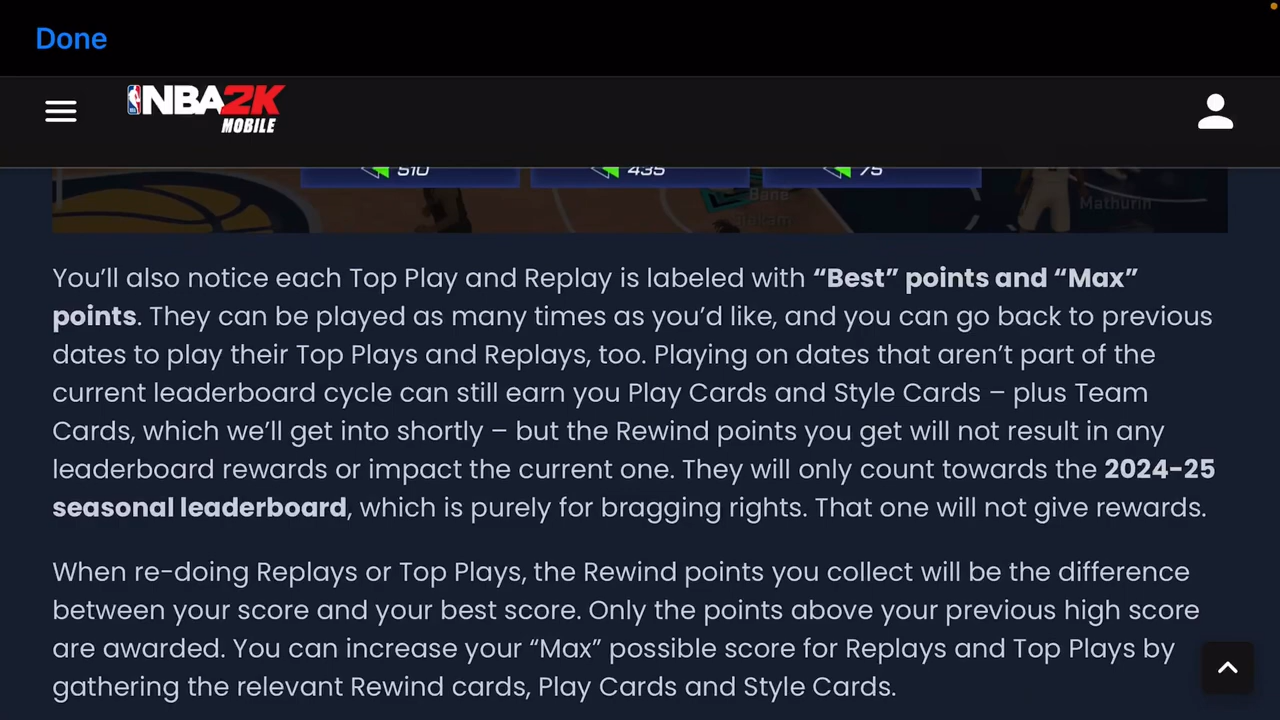 Done
NBA2K
MOBILE
510
435
75
Bane
Mathurin
You’ll also notice each Top Play and Replay is labeled with “Best” points and “Max”
points. They can be played as many times as you’d like, and you can go back to previous
dates to play their Top Plays and Replays, too. Playing on dates that aren’t part of the
current leaderboard cycle can still earn you Play Cards and Style Cards – plus Team
Cards, which we’ll get into shortly – but the Rewind points you get will not result in any
leaderboard rewards or impact the current one. They will only count towards the 2024-25
seasonal leaderboard, which is purely for bragging rights. That one will not give rewards.
When re-doing Replays or Top Plays, the Rewind points you collect will be the difference
between your score and your best score. Only the points above your previous high score
are awarded. You can increase your “Max” possible score for Replays and Top Plays by
gathering the relevant Rewind cards, Play Cards and Style Cards.